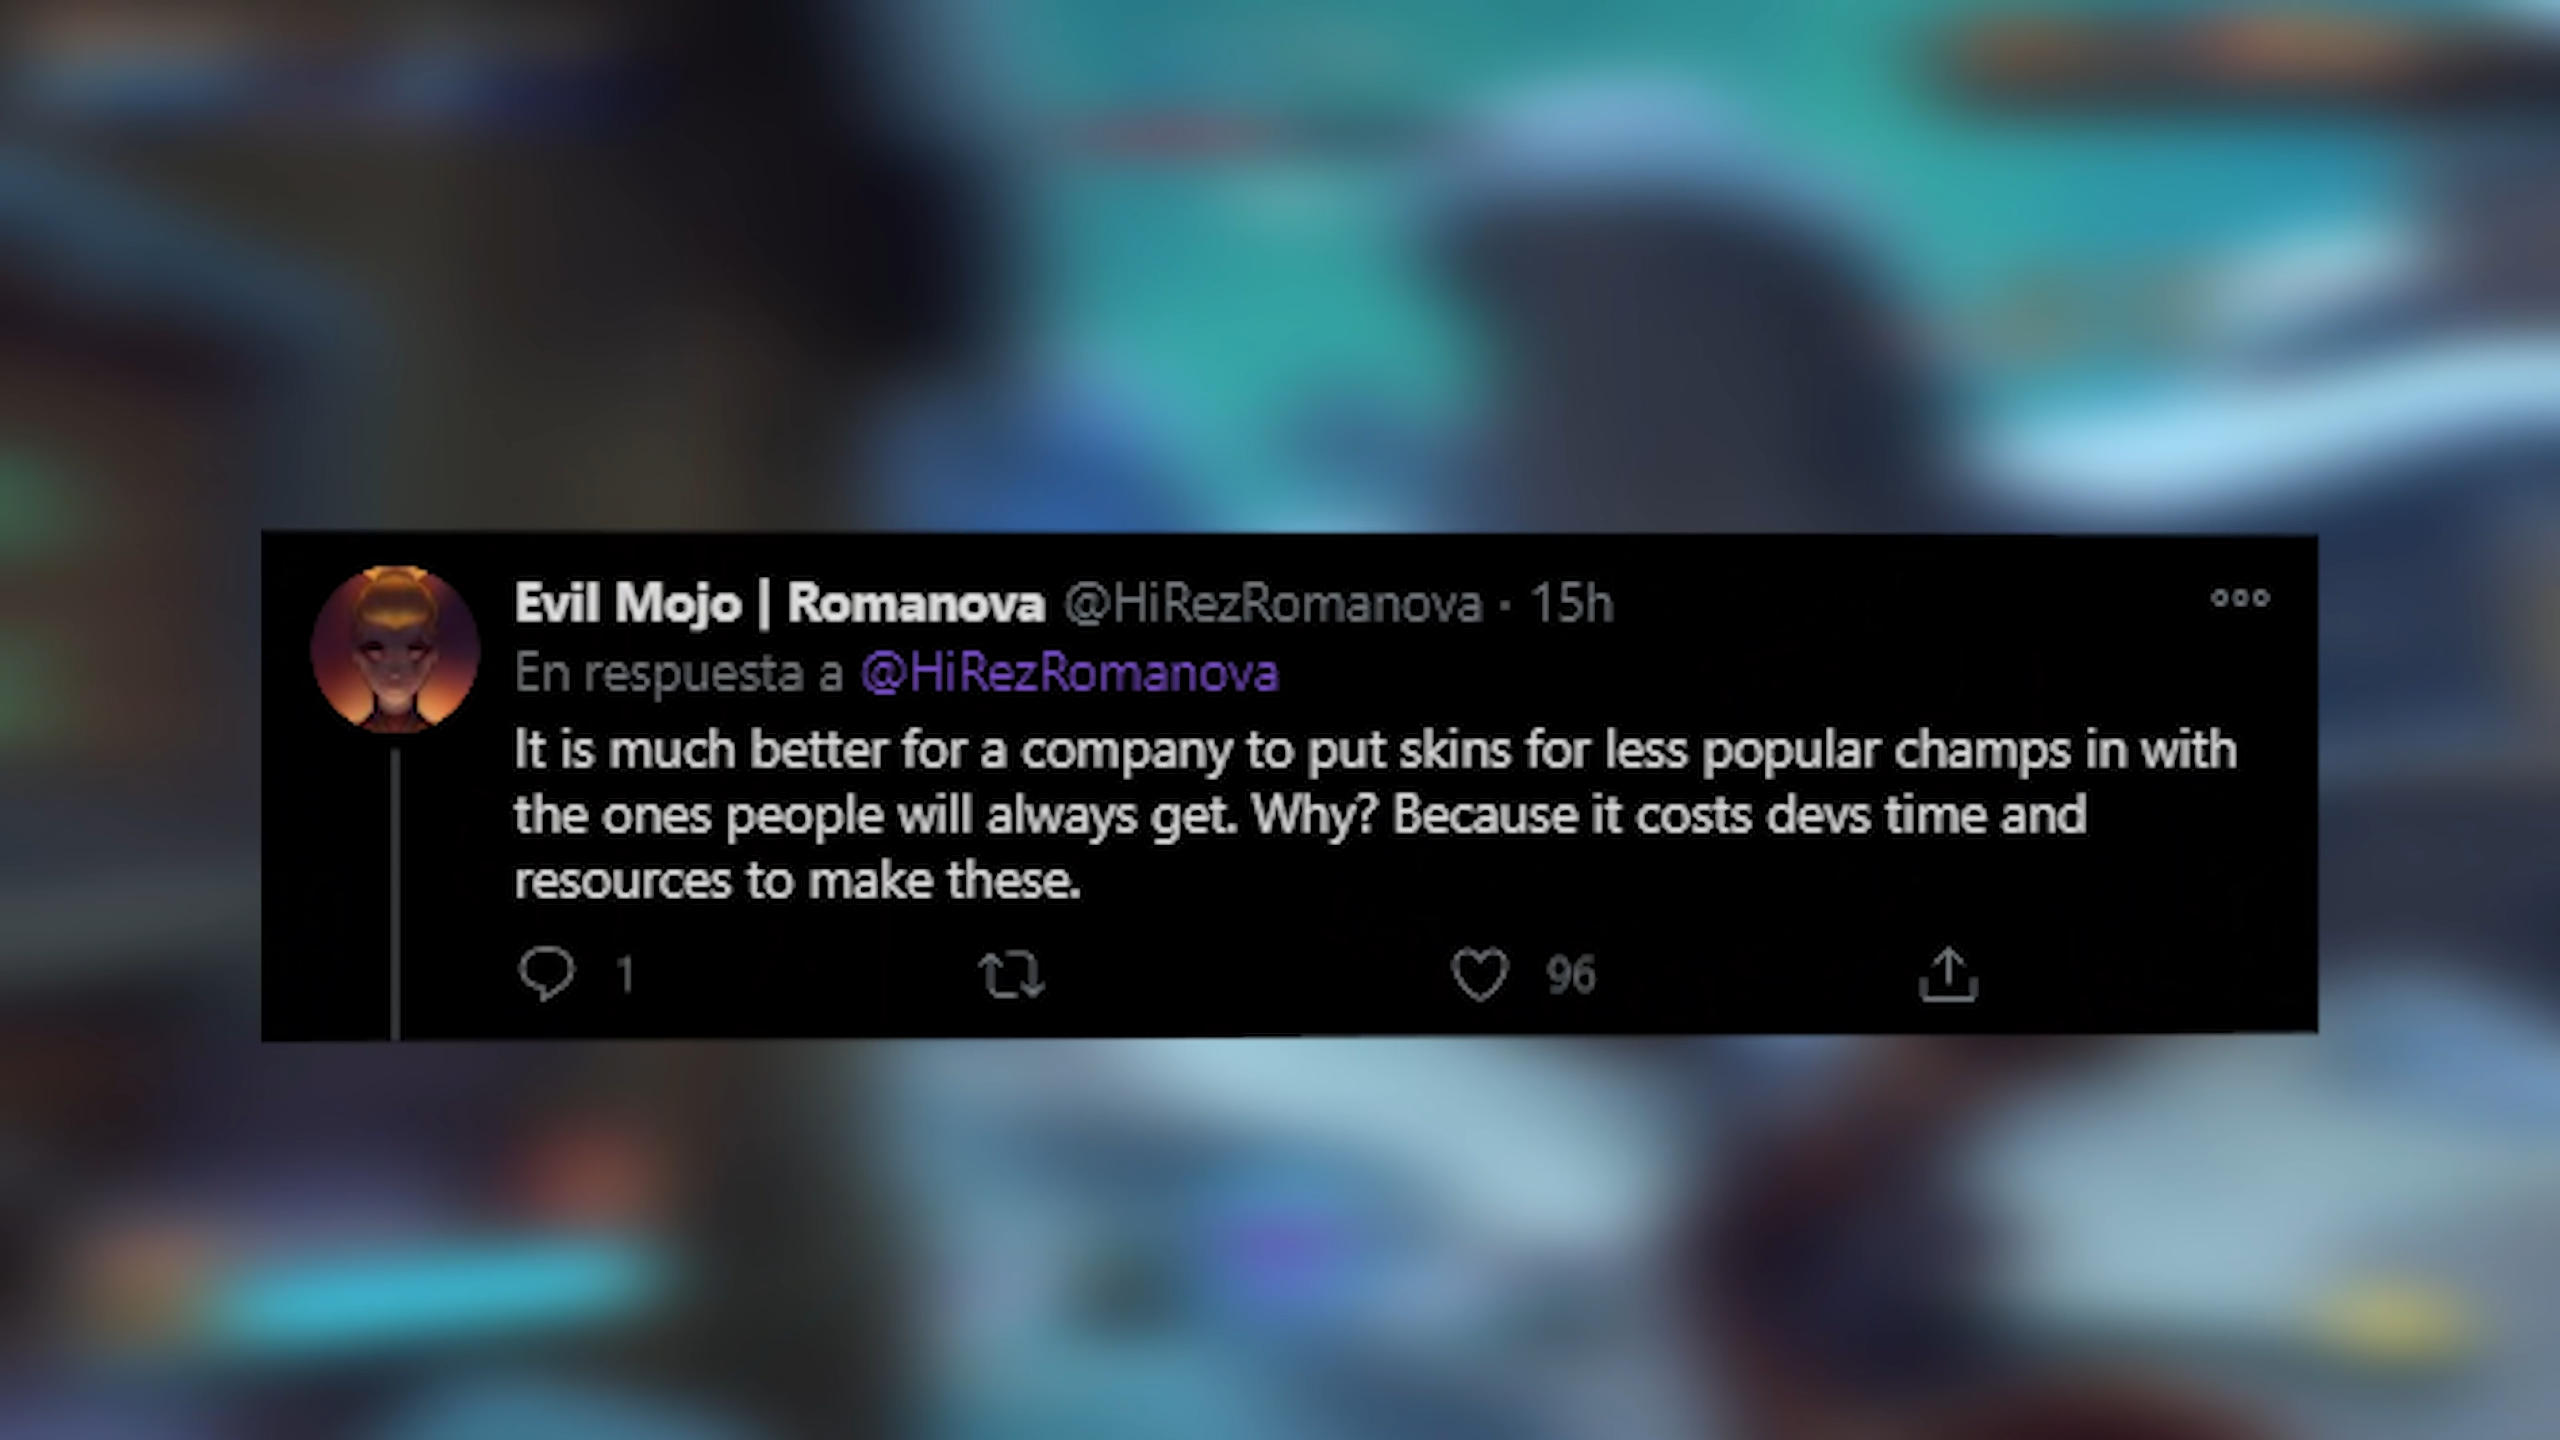 Evil Mojo | Romanova @HiRezRomanova · 15h
En respuesta a @HiRezRomanova
It is much better for a company to put skins for less popular champs in with
the ones people will always get. Why? Because it costs devs time and
resources to make these.
1 96